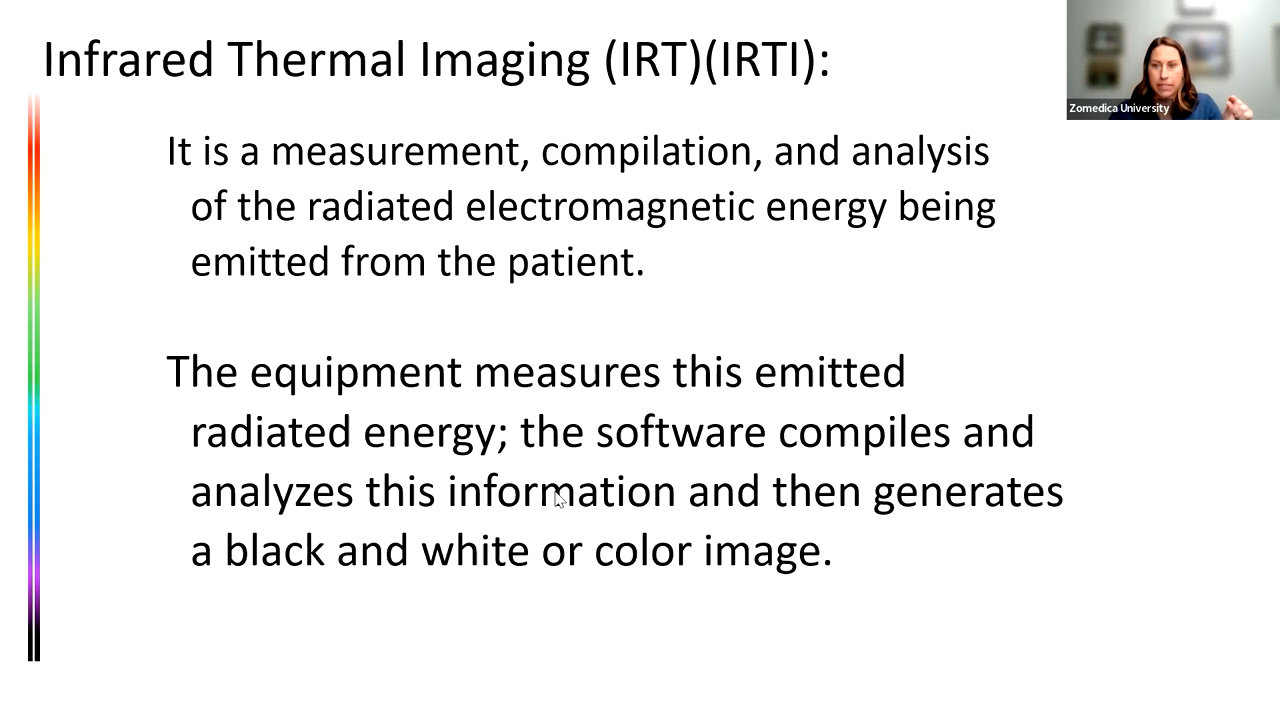 Infrared Thermal Imaging (IRT)(IRTI):
Zomedica University
It is a measurement, compilation, and analysis
of the radiated electromagnetic energy being
emitted from the patient.
The equipment measures this emitted
radiated energy; the software compiles and
analyzes this information and then generates
a black and white or color image.